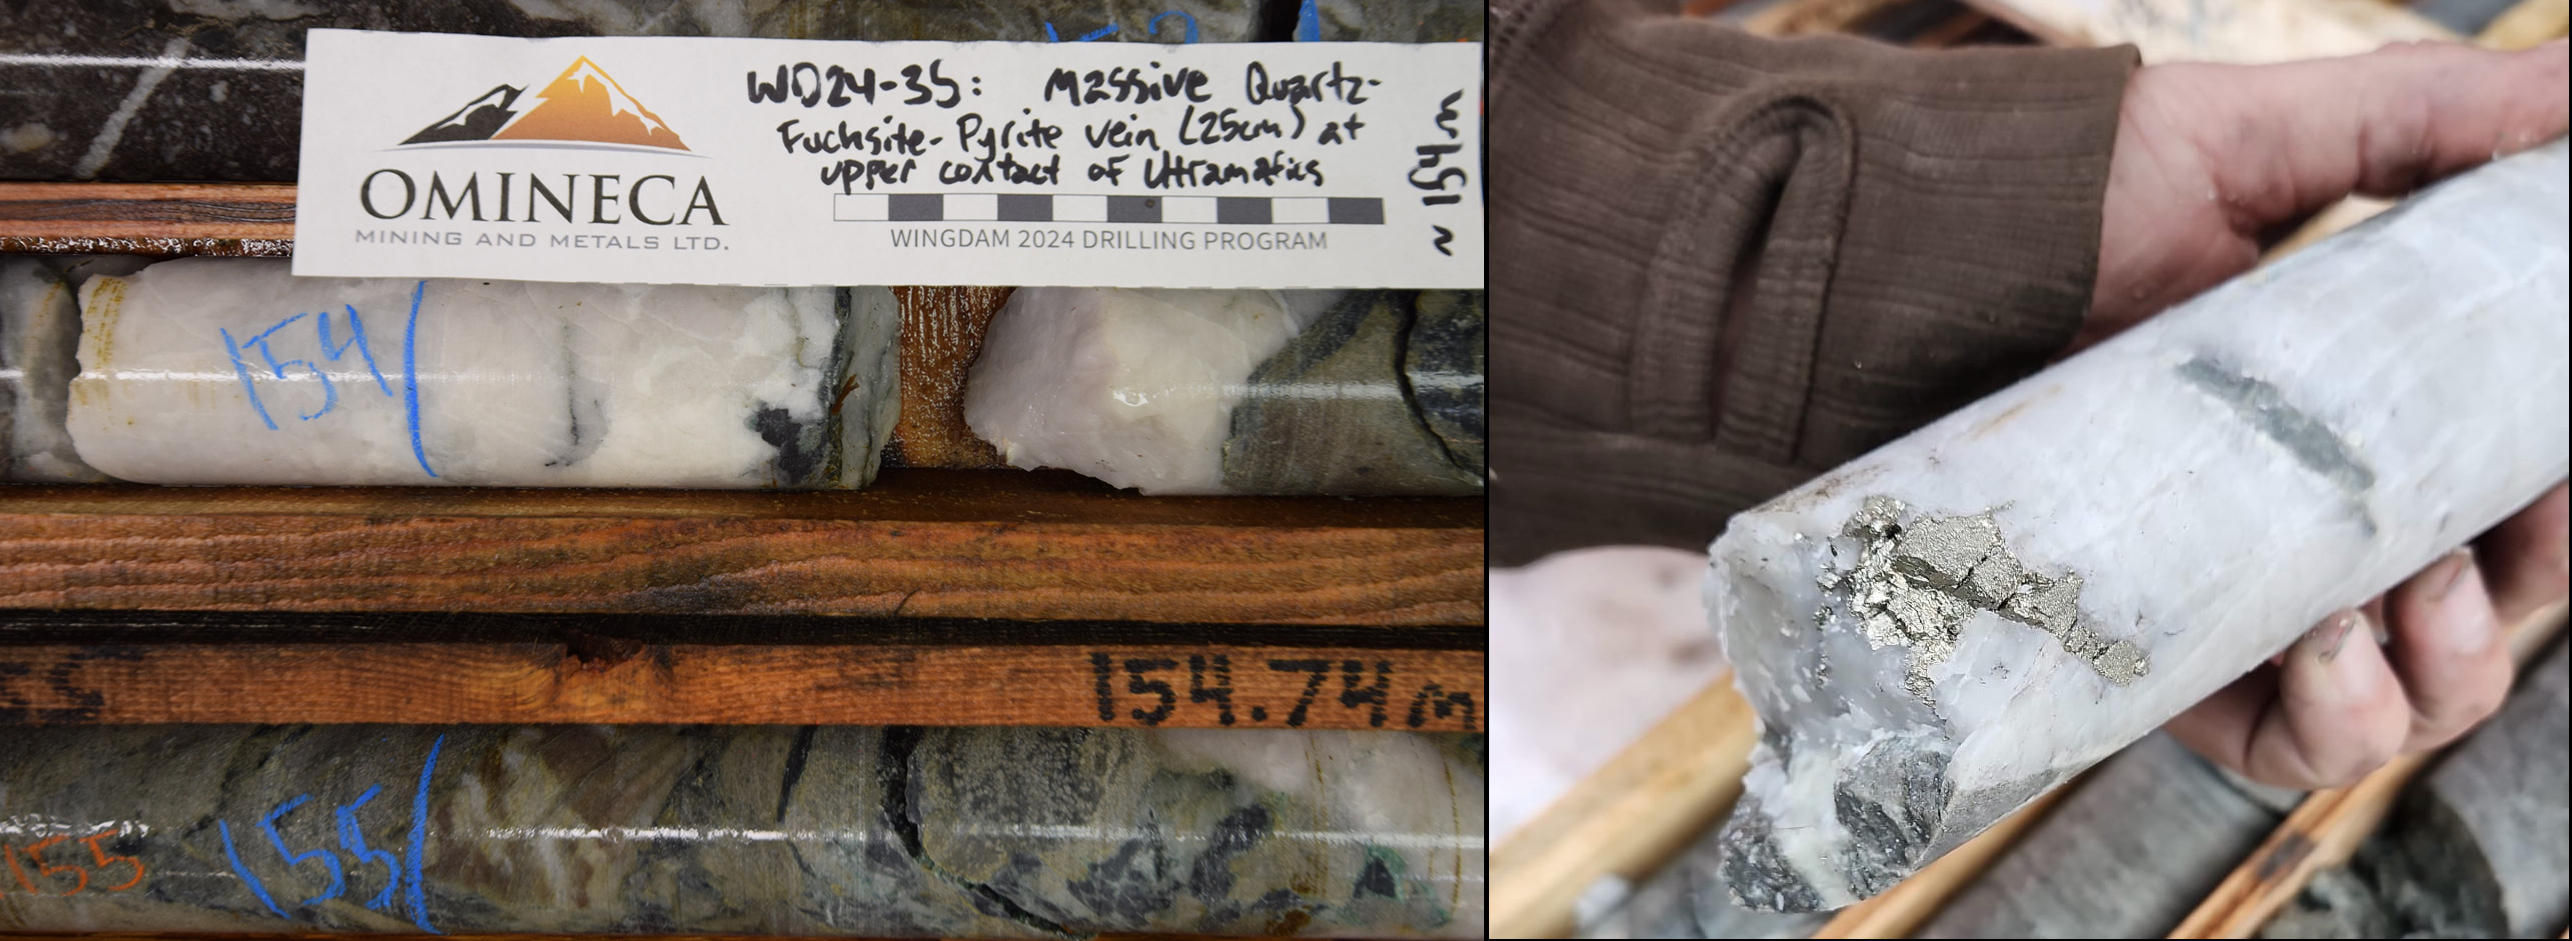 WD24-35: Massive Quartz-
Fuchsite-Pyrite vein (25cm) at
upper contact of Ultramafics
~ 154m
OMINECA
MINING AND METALS LTD.
WINGDAM 2024 DRILLING PROGRAM
154
154.74m
155
155